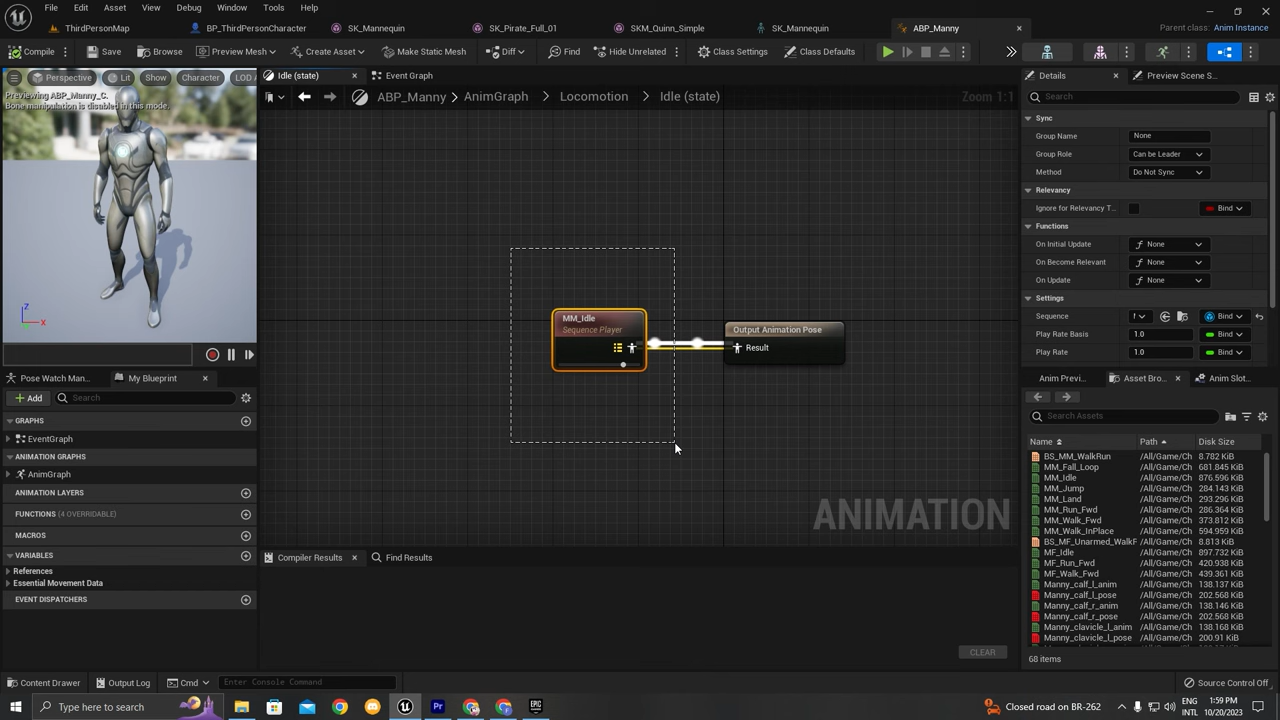 File Edit Asset View Debug Window Tools Help
ThirdPersonMap BP_ThirdPersonCharacter SK_Mannequin SK_Pirate_Full_01 SKM_Quinn_Simple SK_Mannequin ABP_Manny Parent class: Anim Instance
Compile Save Browse Preview Mesh Create Asset Make Static Mesh Diff Find Hide Unrelated Class Settings Class Defaults
Perspective Lit Show Character LOD A
Previewing ABP_Manny_C.
Bone manipulation is disabled in this mode.
Z
X
Idle (state) Event Graph
ABP_Manny AnimGraph Locomotion Idle (state) Zoom 1:1
MM_Idle
Sequence Player
Output Animation Pose
Result
ANIMATION
Pose Watch Man... My Blueprint
Add Search
GRAPHS
EventGraph
ANIMATION GRAPHS
AnimGraph
ANIMATION LAYERS
FUNCTIONS (4 OVERRIDABLE)
MACROS
VARIABLES
References
Essential Movement Data
EVENT DISPATCHERS
Compiler Results Find Results
CLEAR
Details Preview Scene S...
Search
Sync
Group Name None
Group Role Can be Leader
Method Do Not Sync
Relevancy
Ignore for Relevancy T... Bind
Functions
On Initial Update None
On Become Relevant None
On Update None
Settings
Sequence Bind
Play Rate Basis 1.0 Bind
Play Rate 1.0 Bind
Anim Previ... Asset Bro... Anim Slot...
Search Assets
Name Path Disk Size
BS_MM_WalkRun /All/Game/Ch 8.782 KiB
MM_Fall_Loop /All/Game/Ch 681.845 KiB
MM_Idle /All/Game/Ch 876.596 KiB
MM_Jump /All/Game/Ch 284.143 KiB
MM_Land /All/Game/Ch 293.296 KiB
MM_Run_Fwd /All/Game/Ch 286.364 KiB
MM_Walk_Fwd /All/Game/Ch 373.812 KiB
MM_Walk_InPlace /All/Game/Ch 594.959 KiB
BS_MF_Unarmed_WalkF /All/Game/Ch 8.813 KiB
MF_Idle /All/Game/Ch 897.732 KiB
MF_Run_Fwd /All/Game/Ch 420.938 KiB
MF_Walk_Fwd /All/Game/Ch 439.361 KiB
Manny_calf_l_anim /All/Game/Ch 138.137 KiB
Manny_calf_l_pose /All/Game/Ch 202.568 KiB
Manny_calf_r_anim /All/Game/Ch 138.146 KiB
Manny_calf_r_pose /All/Game/Ch 202.568 KiB
Manny_clavicle_l_anim /All/Game/Ch 138.168 KiB
Manny_clavicle_l_pose /All/Game/Ch 200.91 KiB
68 items
Content Drawer Output Log Cmd Enter Console Command Source Control Off
Type here to search Pr EPIC Closed road on BR-262 ENG 1:59 PM
INTL 10/20/2023